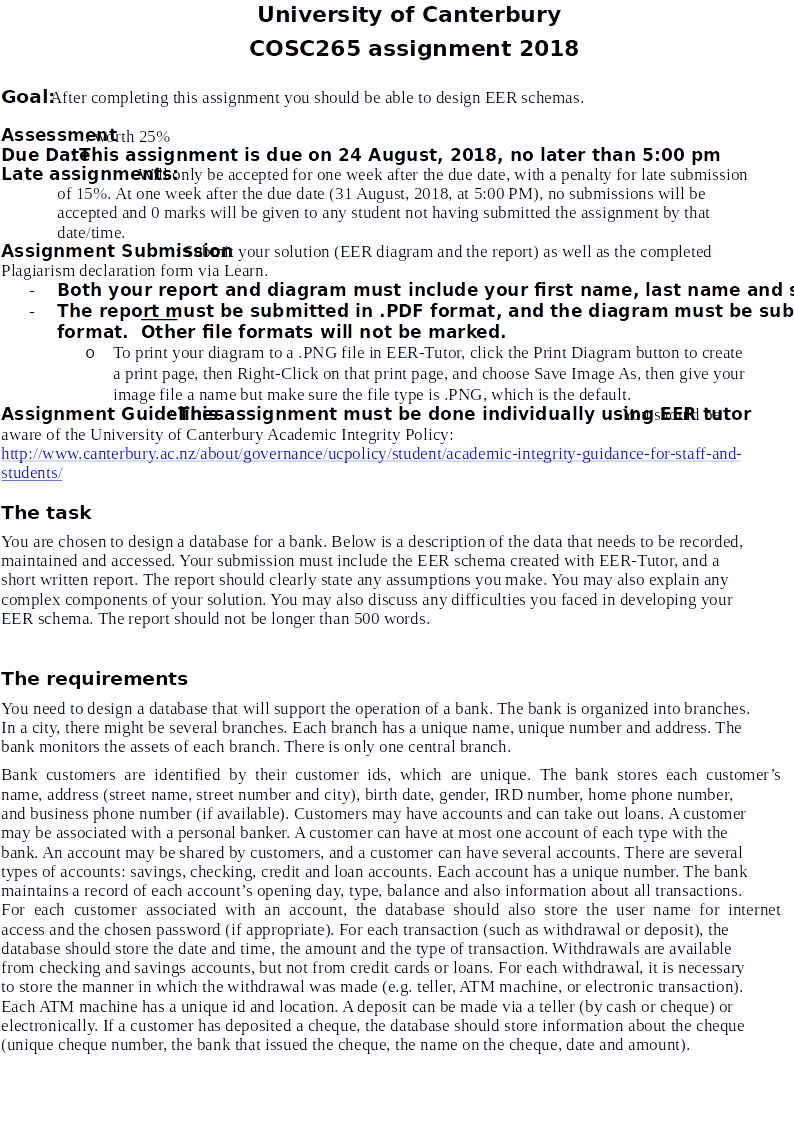 University of Canterbury
COSC265 assignment 2018
Goal: After completing this assignment you should be able to design EER schemas.
Assessment: worth 25%
Due Date: This assignment is due on 24 August, 2018, no later than 5:00 pm
Late assignments: Will only be accepted for one week after the due date, with a penalty for late submission
of 15%. At one week after the due date (31 August, 2018, at 5:00 PM), no submissions will be
accepted and 0 marks will be given to any student not having submitted the assignment by that
date/time.
Assignment Submission: Submit your solution (EER diagram and the report) as well as the completed
Plagiarism declaration form via Learn.
- Both your report and diagram must include your first name, last name and s
- The report must be submitted in .PDF format, and the diagram must be sub
format. Other file formats will not be marked.
o To print your diagram to a .PNG file in EER-Tutor, click the Print Diagram button to create
a print page, then Right-Click on that print page, and choose Save Image As, then give your
image file a name but make sure the file type is .PNG, which is the default.
Assignment Guidelines: This assignment must be done individually using EER Tutor. You should be
aware of the University of Canterbury Academic Integrity Policy:
http://www.canterbury.ac.nz/about/governance/ucpolicy/student/academic-integrity-guidance-for-staff-and-
students/
The task
You are chosen to design a database for a bank. Below is a description of the data that needs to be recorded,
maintained and accessed. Your submission must include the EER schema created with EER-Tutor, and a
short written report. The report should clearly state any assumptions you make. You may also explain any
complex components of your solution. You may also discuss any difficulties you faced in developing your
EER schema. The report should not be longer than 500 words.
The requirements
You need to design a database that will support the operation of a bank. The bank is organized into branches.
In a city, there might be several branches. Each branch has a unique name, unique number and address. The
bank monitors the assets of each branch. There is only one central branch.
Bank customers are identified by their customer ids, which are unique. The bank stores each customer's
name, address (street name, street number and city), birth date, gender, IRD number, home phone number,
and business phone number (if available). Customers may have accounts and can take out loans. A customer
may be associated with a personal banker. A customer can have at most one account of each type with the
bank. An account may be shared by customers, and a customer can have several accounts. There are several
types of accounts: savings, checking, credit and loan accounts. Each account has a unique number. The bank
maintains a record of each account's opening day, type, balance and also information about all transactions.
For each customer associated with an account, the database should also store the user name for internet
access and the chosen password (if appropriate). For each transaction (such as withdrawal or deposit), the
database should store the date and time, the amount and the type of transaction. Withdrawals are available
from checking and savings accounts, but not from credit cards or loans. For each withdrawal, it is necessary
to store the manner in which the withdrawal was made (e.g. teller, ATM machine, or electronic transaction).
Each ATM machine has a unique id and location. A deposit can be made via a teller (by cash or cheque) or
electronically. If a customer has deposited a cheque, the database should store information about the cheque
(unique cheque number, the bank that issued the cheque, the name on the cheque, date and amount).